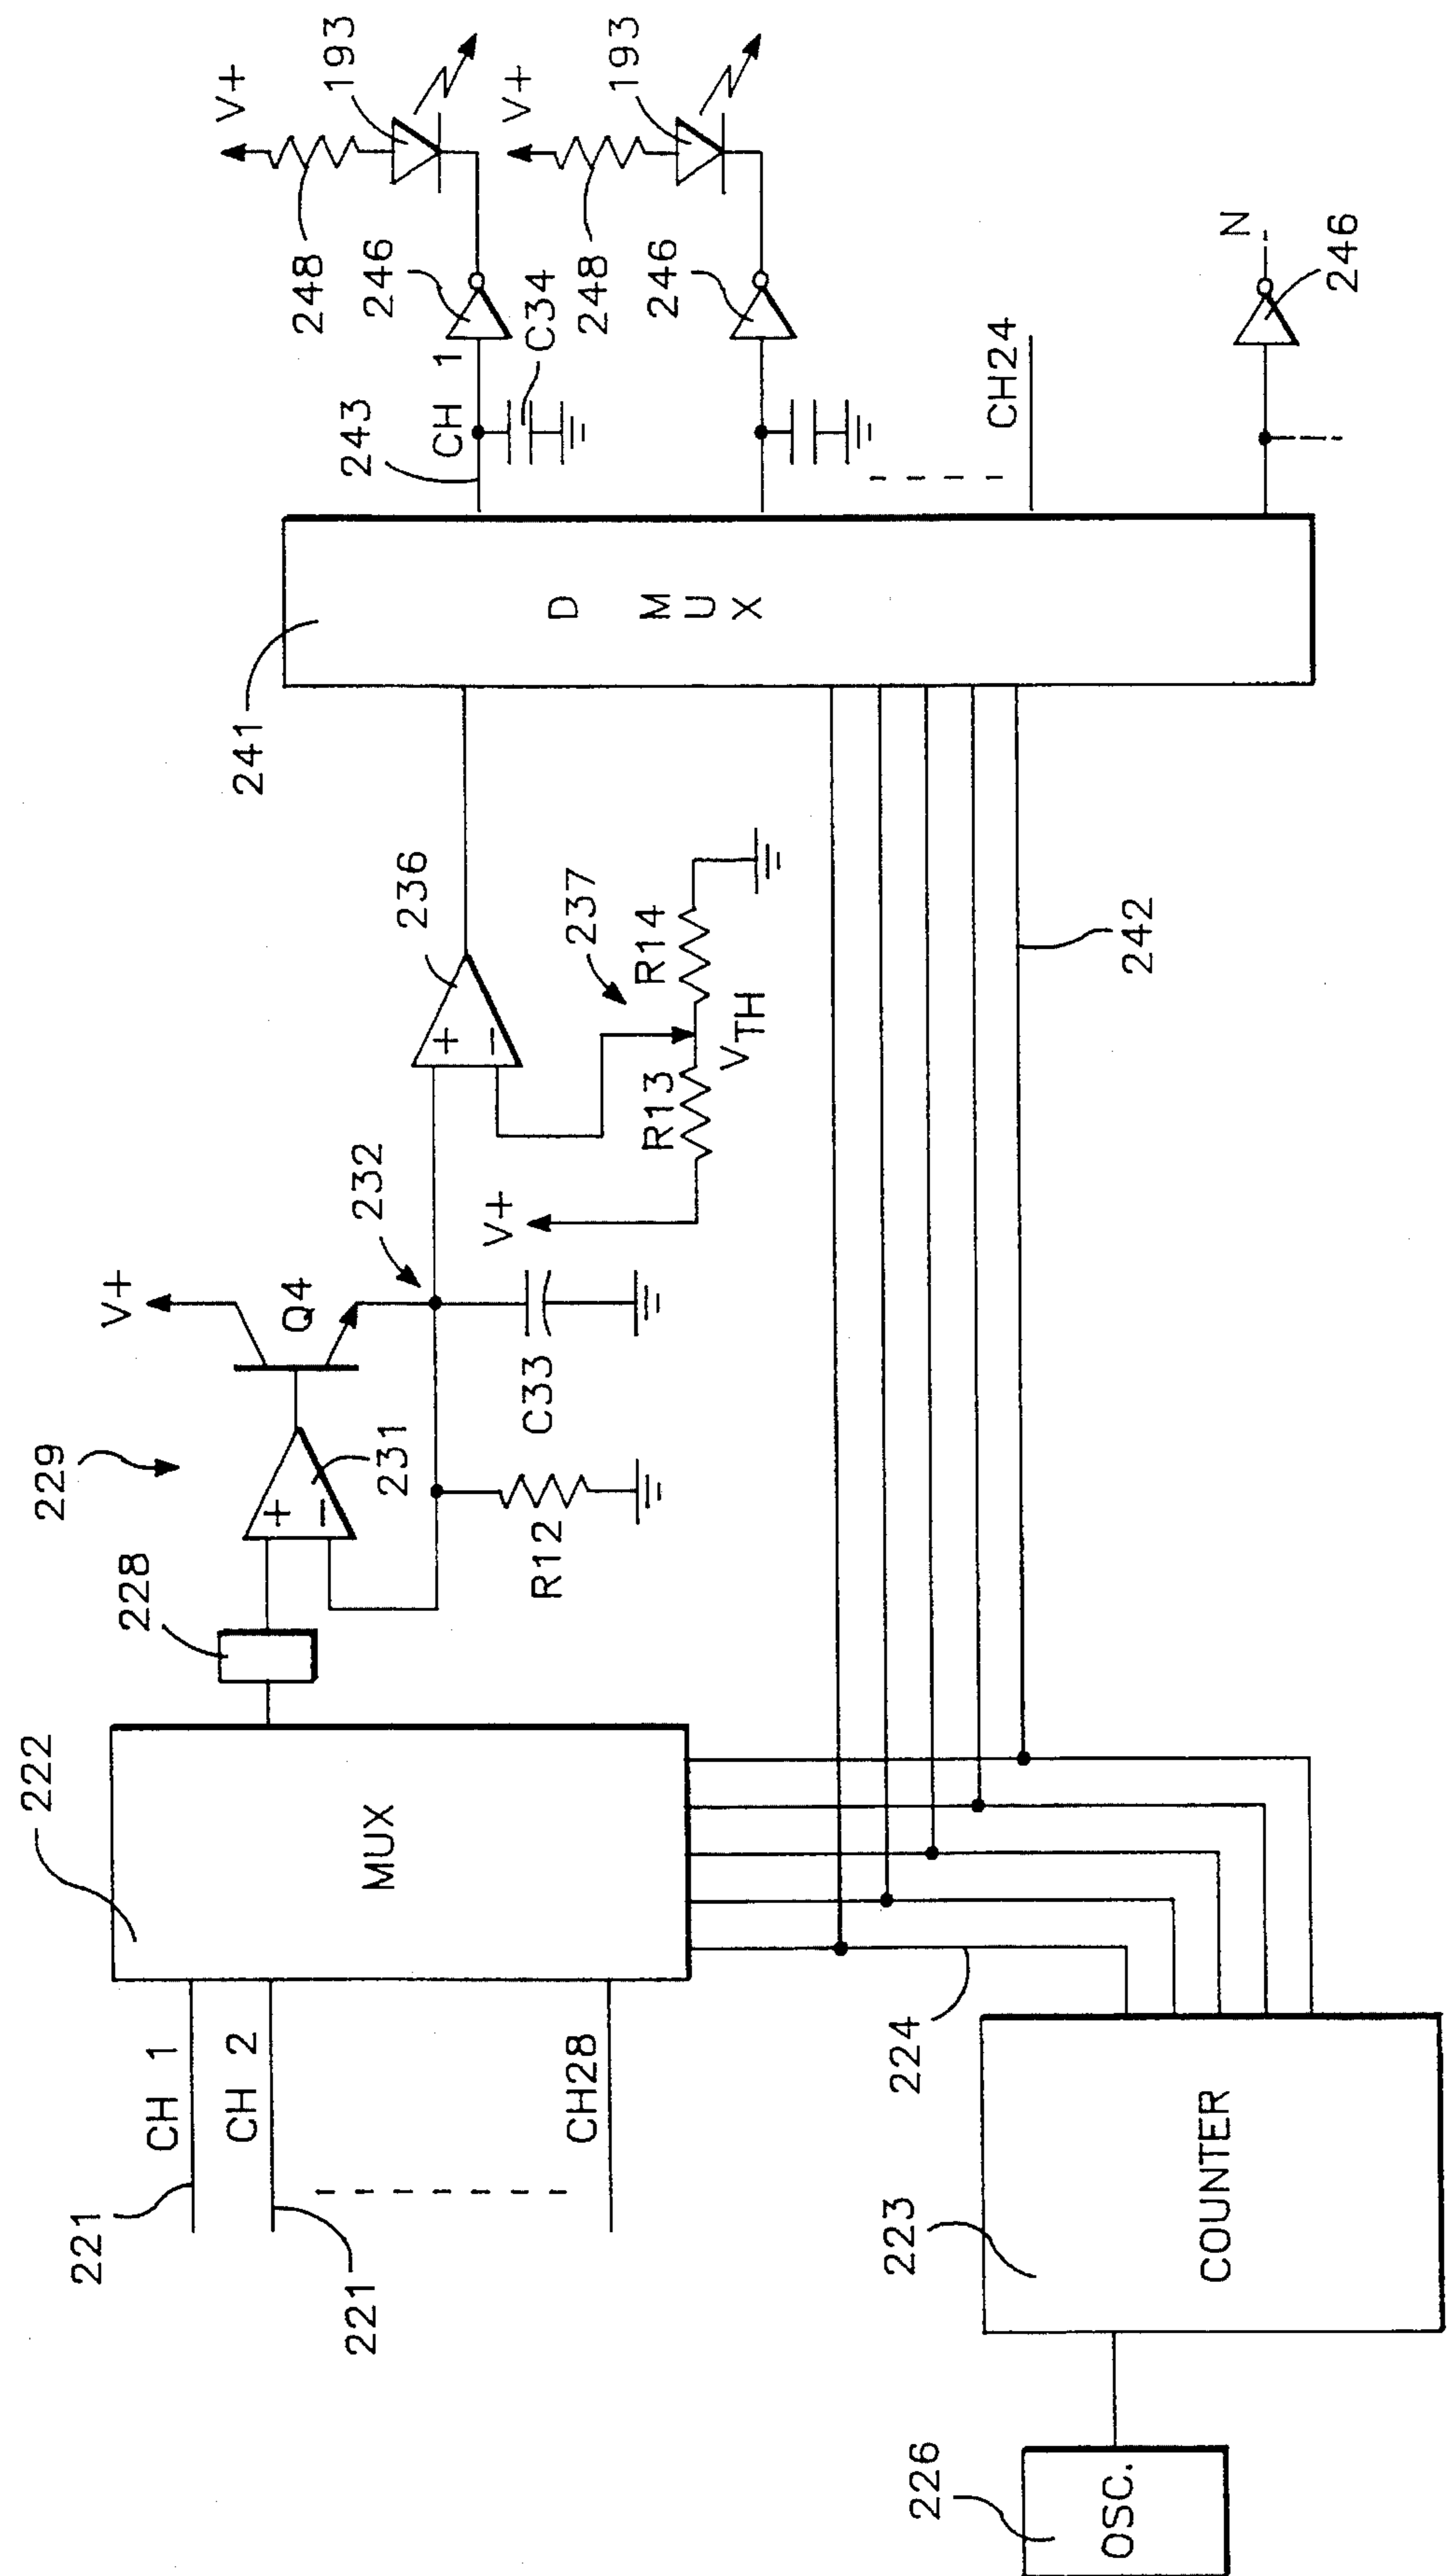 222
229
V+
Q4
228
232
236
241
243
CH 1
246
248
V+
193
221
CH 1
CH 2
221
CH28
MUX
231
R12
C33
V+
R13
VTH
R14
237
D MUX
C34
248
246
V+
193
CH24
N
246
224
242
223
COUNTER
226
OSC.